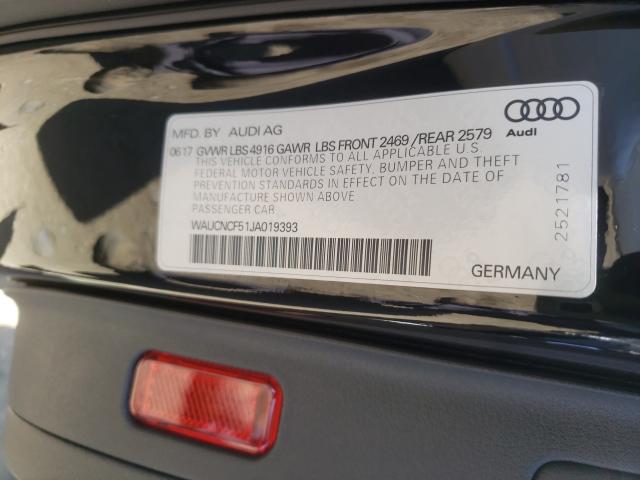 MFD. BY AUDI AG
06.17 GVWR LBS 4916 GAWR LBS FRONT 2469 /REAR 2579
THIS VEHICLE CONFORMS TO ALL APPLICABLE U.S.
FEDERAL MOTOR VEHICLE SAFETY, BUMPER AND THEFT
PREVENTION STANDARDS IN EFFECT ON THE DATE OF
MANUFACTURE SHOWN ABOVE
PASSENGER CAR
WAUCNCF51JA019393
GERMANY
Audi
2521781